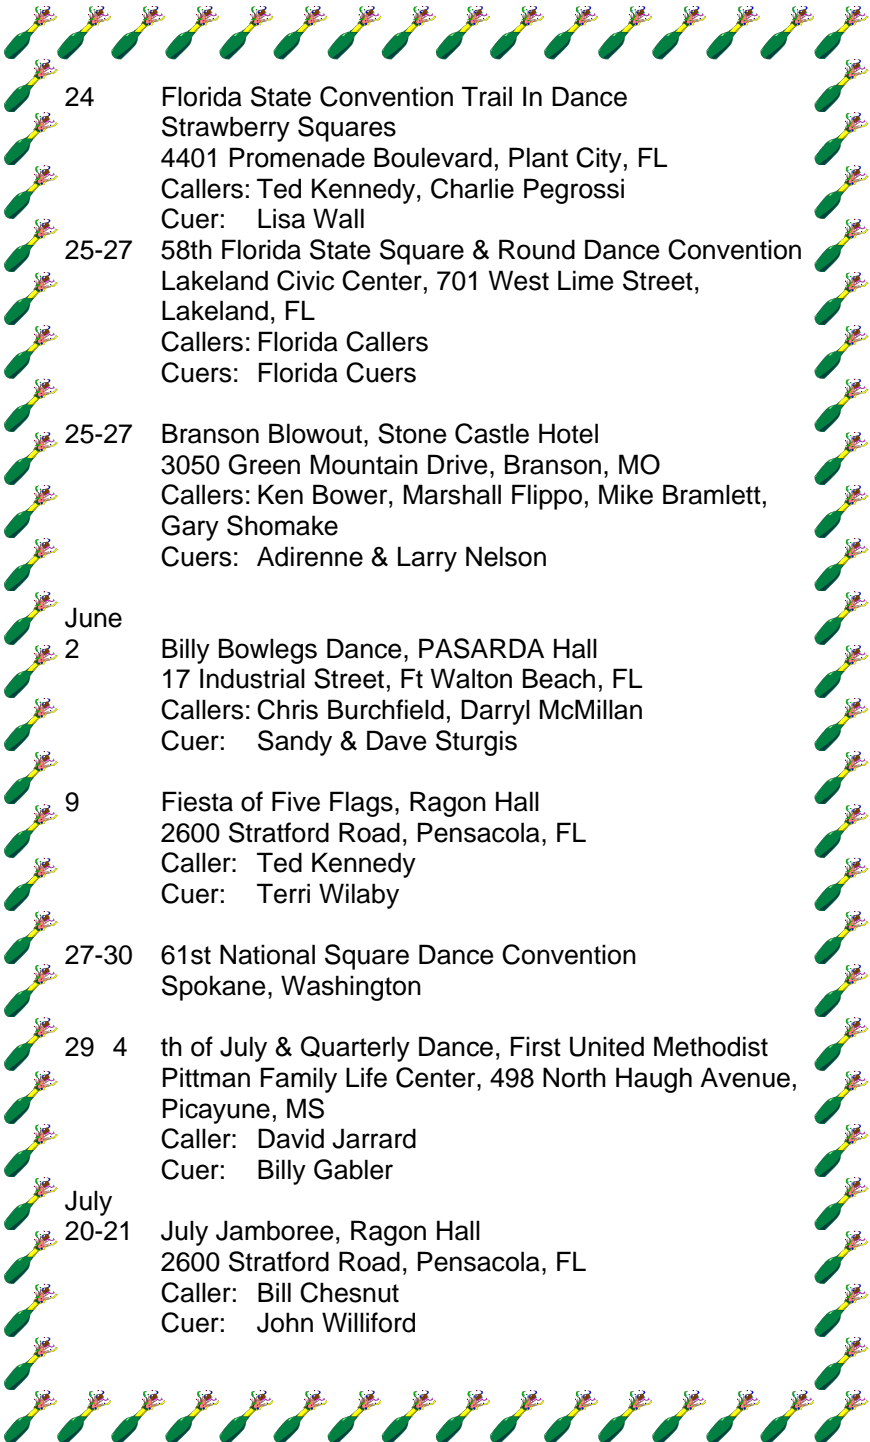 24 Florida State Convention Trail In Dance
Strawberry Squares
4401 Promenade Boulevard, Plant City, FL
Callers: Ted Kennedy, Charlie Pegrossi
Cuer: Lisa Wall
25-27 58th Florida State Square & Round Dance Convention
Lakeland Civic Center, 701 West Lime Street,
Lakeland, FL
Callers: Florida Callers
Cuers: Florida Cuers
25-27 Branson Blowout, Stone Castle Hotel
3050 Green Mountain Drive, Branson, MO
Callers: Ken Bower, Marshall Flippo, Mike Bramlett,
Gary Shomake
Cuers: Adirenne & Larry Nelson
June
2 Billy Bowlegs Dance, PASARDA Hall
17 Industrial Street, Ft Walton Beach, FL
Callers: Chris Burchfield, Darryl McMillan
Cuer: Sandy & Dave Sturgis
9 Fiesta of Five Flags, Ragon Hall
2600 Stratford Road, Pensacola, FL
Caller: Ted Kennedy
Cuer: Terri Wilaby
27-30 61st National Square Dance Convention
Spokane, Washington
29 4 th of July & Quarterly Dance, First United Methodist
Pittman Family Life Center, 498 North Haugh Avenue,
Picayune, MS
Caller: David Jarrard
Cuer: Billy Gabler
July
20-21 July Jamboree, Ragon Hall
2600 Stratford Road, Pensacola, FL
Caller: Bill Chesnut
Cuer: John Williford